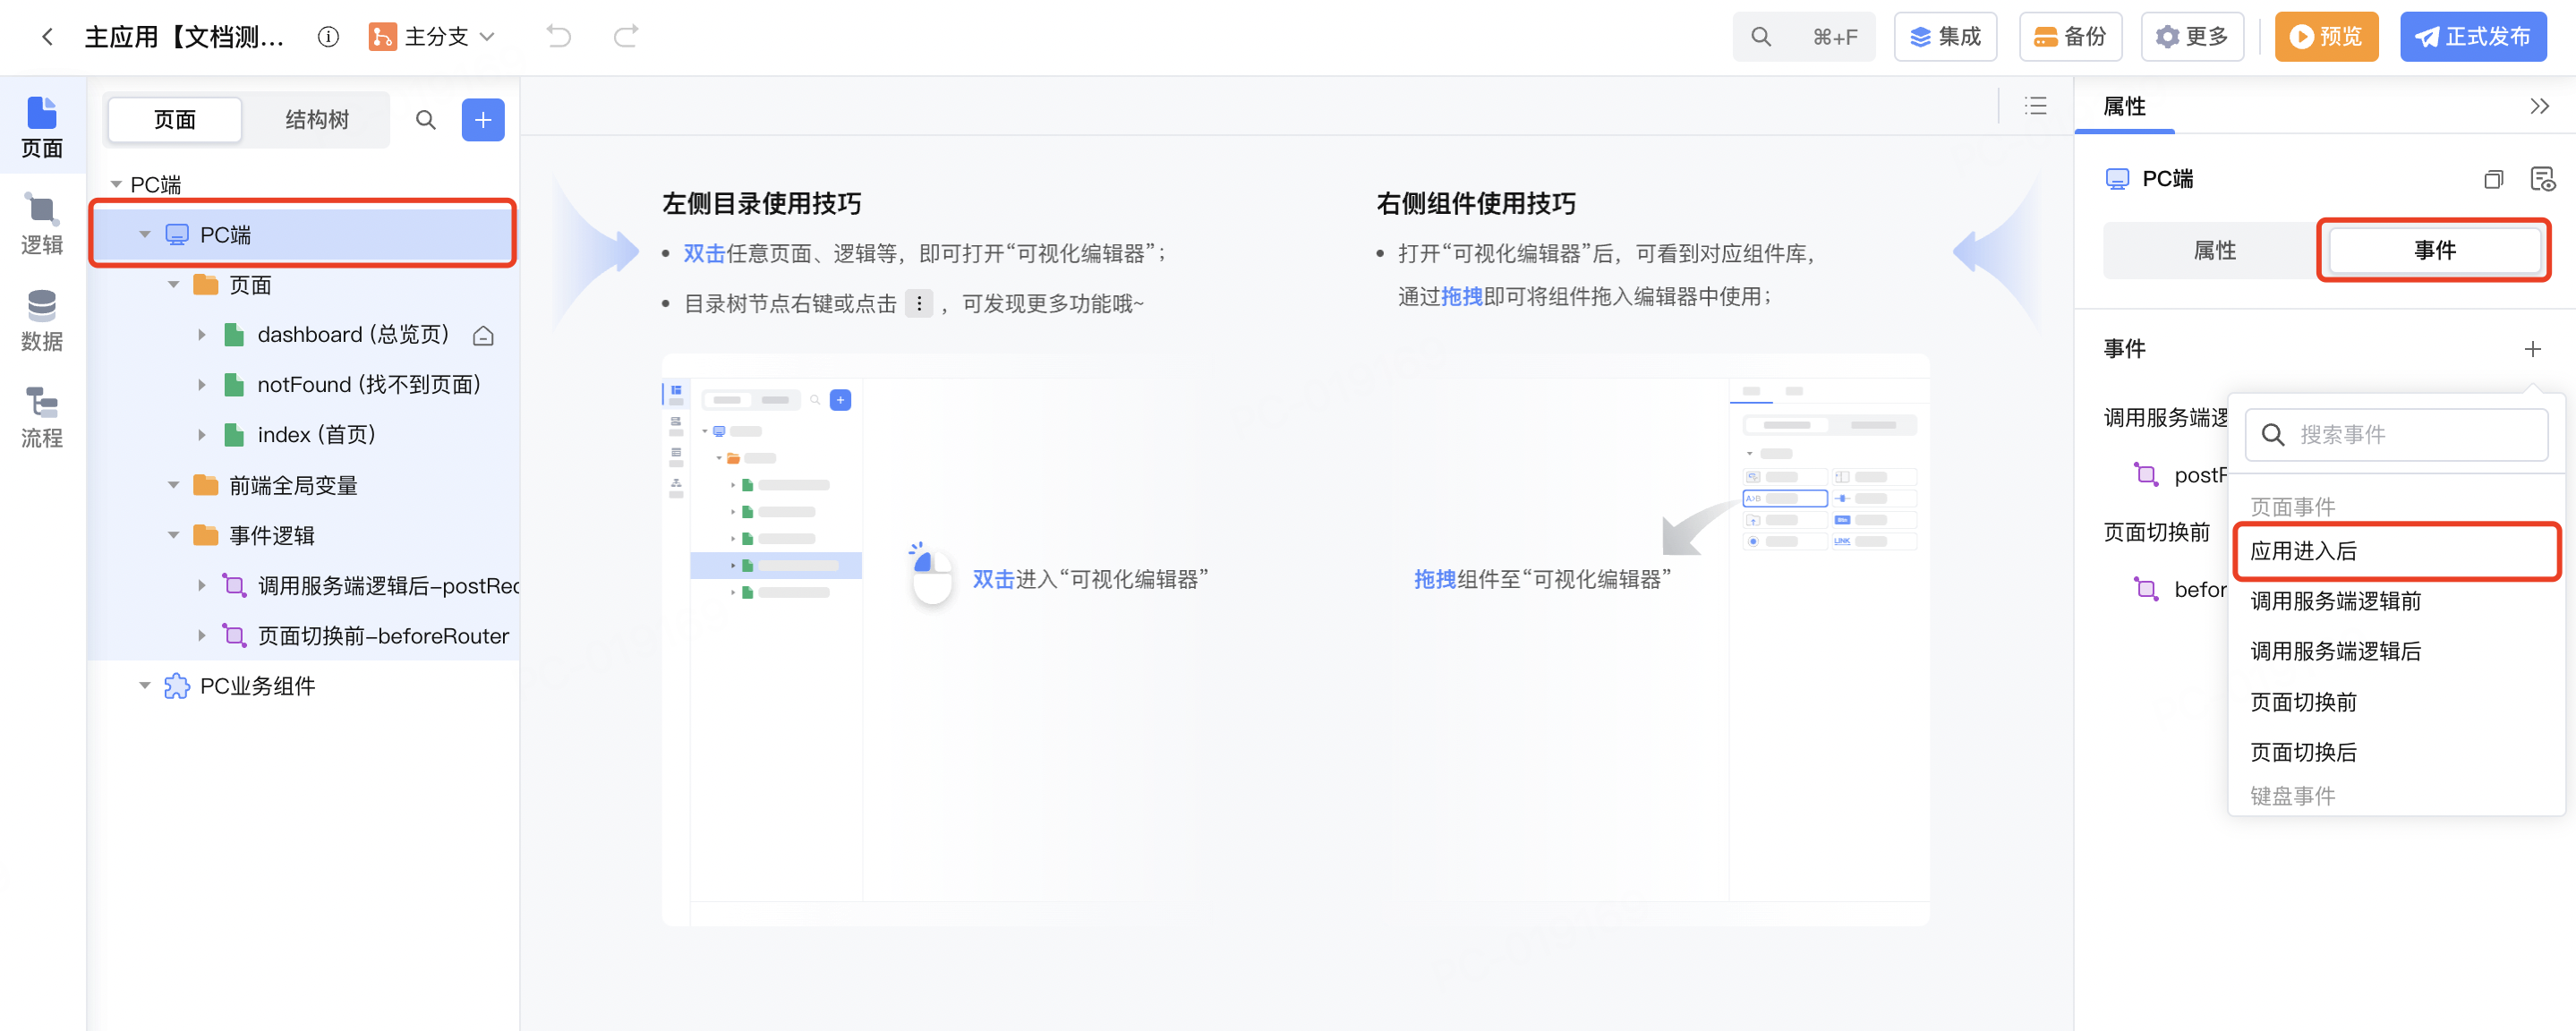 主应用【文档测...
主分支
⌘+F
集成
备份
更多
预览
正式发布
页面
逻辑
数据
流程
页面
结构树
PC端
PC端
页面
dashboard (总览页)
notFound (找不到页面)
index (首页)
前端全局变量
事件逻辑
调用服务端逻辑后-postRec
页面切换前-beforeRouter
PC业务组件
左侧目录使用技巧
• 双击任意页面、逻辑等，即可打开“可视化编辑器”；
• 目录树节点右键或点击 ⋮ ，可发现更多功能哦~
右侧组件使用技巧
• 打开“可视化编辑器”后，可看到对应组件库，
通过拖拽即可将组件拖入编辑器中使用；
双击进入“可视化编辑器”
拖拽组件至“可视化编辑器”
属性
PC端
属性
事件
事件
调用服务端逻
postF
页面切换前
befor
搜索事件
页面事件
应用进入后
调用服务端逻辑前
调用服务端逻辑后
页面切换前
页面切换后
键盘事件